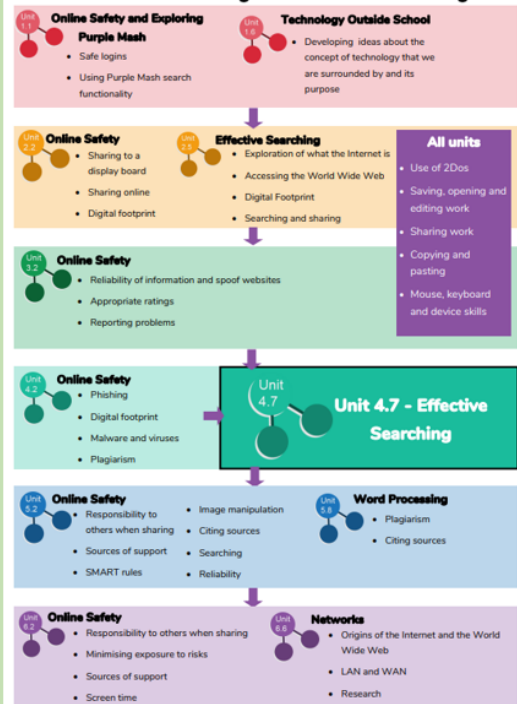 Unit
1.1
Online Safety and Exploring
Purple Mash
• Safe logins
• Using Purple Mash search
functionality
Unit
1.9
Technology Outside School
• Developing ideas about the
concept of technology that we
are surrounded by and its
purpose
Unit
2.2
Online Safety
• Sharing to a
display board
• Sharing online
• Digital footprint
Unit
2.5
Effective Searching
• Exploration of what the Internet is
• Accessing the World Wide Web
• Digital Footprint
• Searching and sharing
All units
• Use of 2Dos
• Saving, opening and
editing work
• Sharing work
• Copying and
pasting
• Mouse, keyboard
and device skills
Unit
3.2
Online Safety
• Reliability of information and spoof websites
• Appropriate ratings
• Reporting problems
Unit
4.2
Online Safety
• Phishing
• Digital footprint
• Malware and viruses
• Plagiarism
Unit
4.7
Unit 4.7 - Effective
Searching
Unit
5.2
Online Safety
• Responsibility to
others when sharing
• Sources of support
• SMART rules
• Image manipulation
• Citing sources
• Searching
• Reliability
Unit
5.8
Word Processing
• Plagiarism
• Citing sources
Unit
6.2
Online Safety
• Responsibility to others when sharing
• Minimising exposure to risks
• Sources of support
• Screen time
Unit
6.6
Networks
• Origins of the Internet and the World
Wide Web
• LAN and WAN
• Research